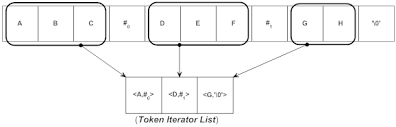 A B C #0 D E F #1 G H '\0'
<A,#0> <D,#1> <G,'\0'>
(Token Iterator List)